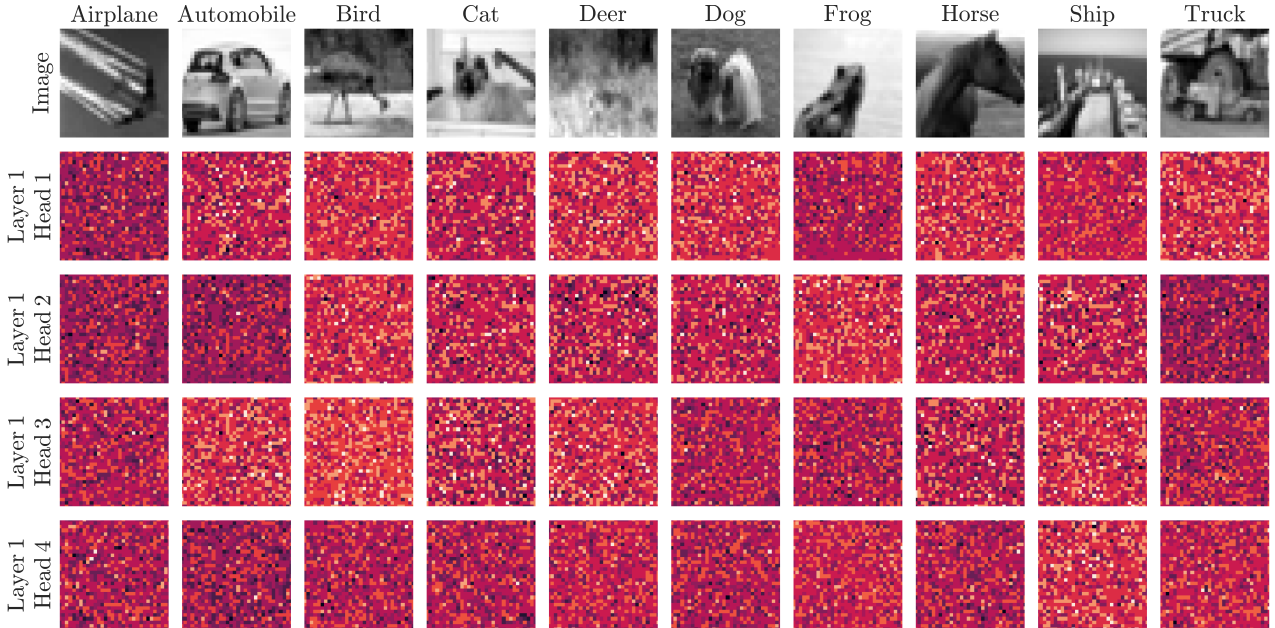 Airplane Automobile Bird Cat Deer Dog Frog Horse Ship Truck
Image
Layer 1
Head 1
Layer 1
Head 2
Layer 1
Head 3
Layer 1
Head 4